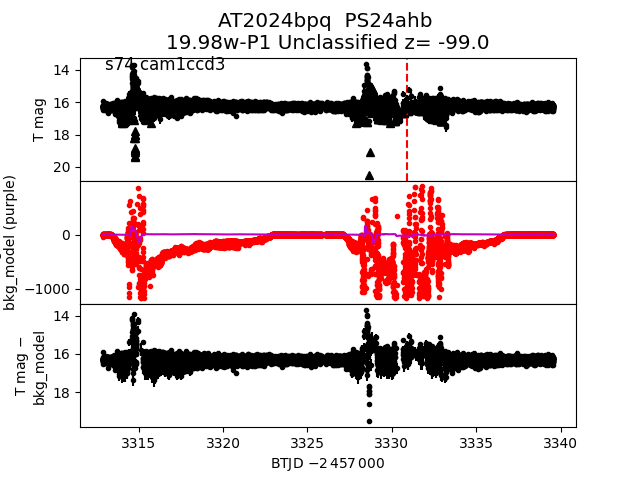 AT2024bpq PS24ahb
19.98w-P1 Unclassified z= -99.0
s74 cam1ccd3
14
16
18
20
T mag
0
−1000
bkg_model (purple)
14
16
18
T mag −
bkg_model
3315 3320 3325 3330 3335 3340
BTJD −2 457 000